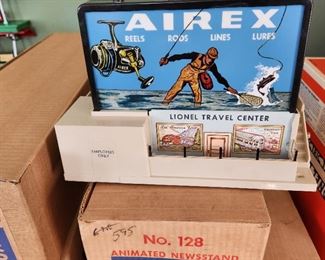 AIREX
REELS RODS LINES LURES
LIONEL TRAVEL CENTER
EMPLOYEES
ONLY
595
No. 128
ANIMATED NEWSSTAND